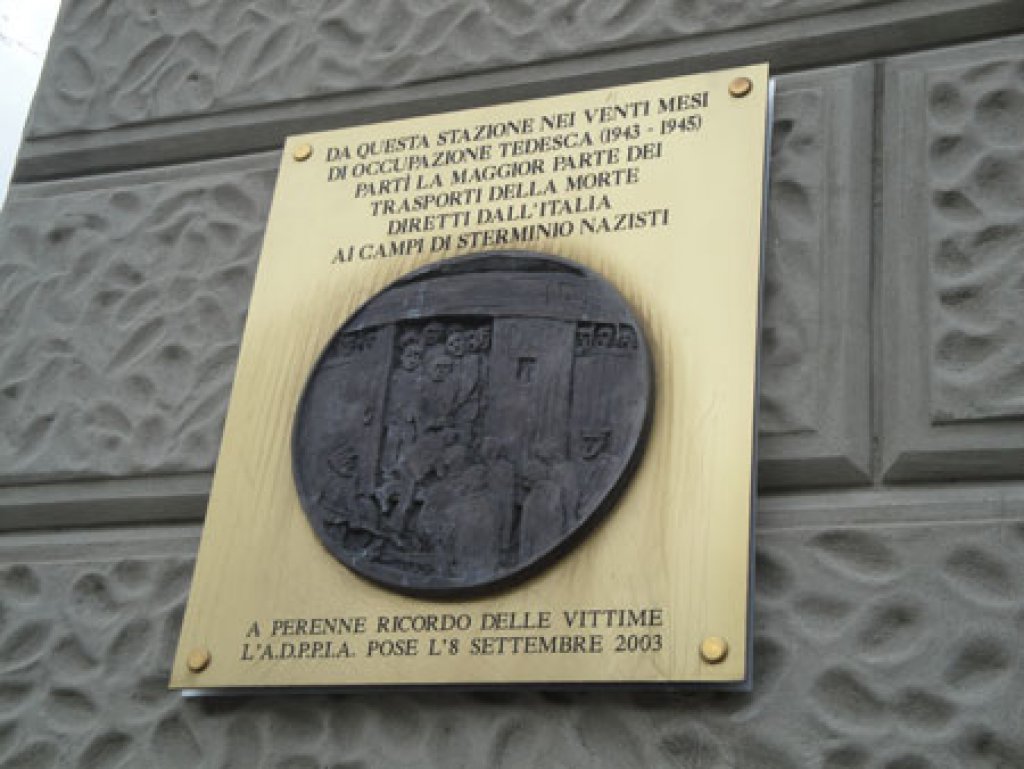 DA QUESTA STAZIONE NEI VENTI MESI
DI OCCUPAZIONE TEDESCA (1943 - 1945)
PARTÌ LA MAGGIOR PARTE DEI
TRASPORTI DELLA MORTE
DIRETTI DALL'ITALIA
AI CAMPI DI STERMINIO NAZISTI
A PERENNE RICORDO DELLE VITTIME
L'A.D.P.P.I.A. POSE L'8 SETTEMBRE 2003